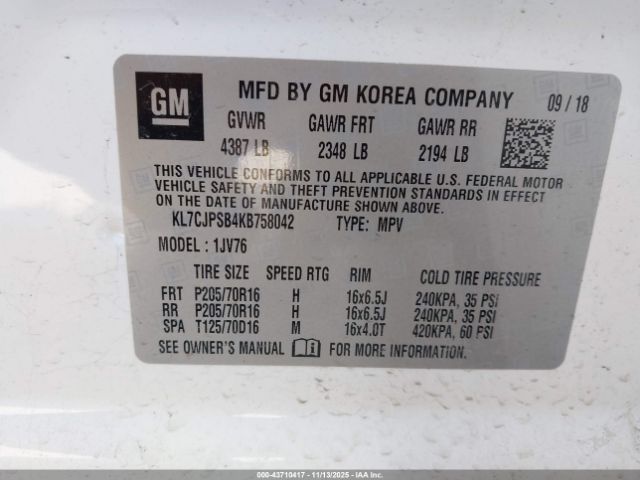 GM MFD BY GM KOREA COMPANY 09 / 18
GVWR GAWR FRT GAWR RR
4387 LB 2348 LB 2194 LB
THIS VEHICLE CONFORMS TO ALL APPLICABLE U.S. FEDERAL MOTOR
VEHICLE SAFETY AND THEFT PREVENTION STANDARDS IN EFFECT
ON THE DATE OF MANUFACTURE SHOWN ABOVE.
KL7CJPSB4KB758042 TYPE: MPV
MODEL : 1JV76
TIRE SIZE SPEED RTG RIM COLD TIRE PRESSURE
FRT P205/70R16 H 16x6.5J 240KPA, 35 PSI
RR P205/70R16 H 16x6.5J 240KPA, 35 PSI
SPA T125/70D16 M 16x4.0T 420KPA, 60 PSI
SEE OWNER'S MANUAL FOR MORE INFORMATION.
000-43710417 - 11/13/2025 - IAAI.COM